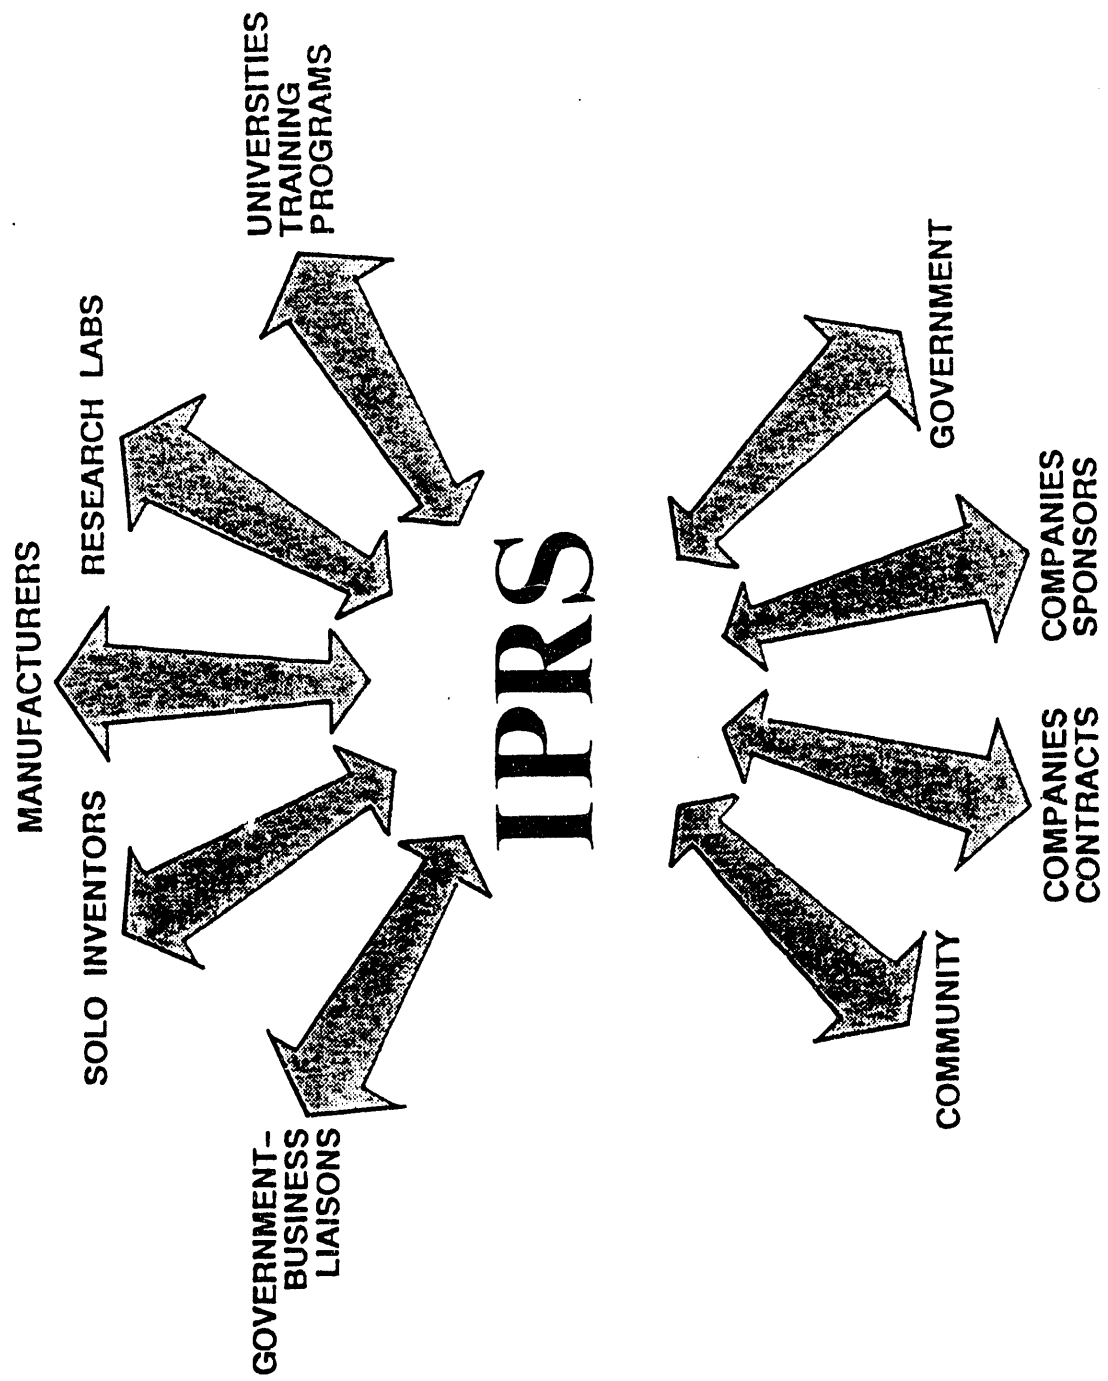 MANUFACTURERS
SOLO INVENTORS
RESEARCH LABS
GOVERNMENT-
BUSINESS
LIAISONS
UNIVERSITIES
TRAINING
PROGRAMS
IPRS
COMMUNITY
GOVERNMENT
COMPANIES
CONTRACTS
COMPANIES
SPONSORS